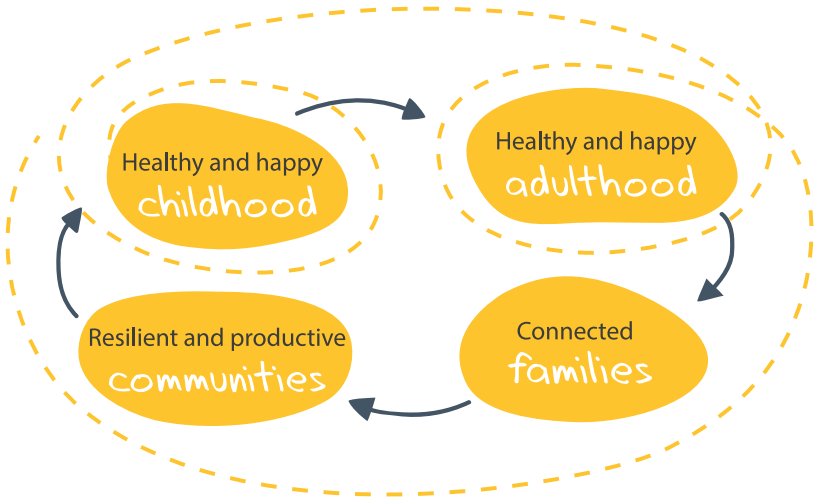 Healthy and happy
childhood
Healthy and happy
adulthood
Connected
families
Resilient and productive
communities